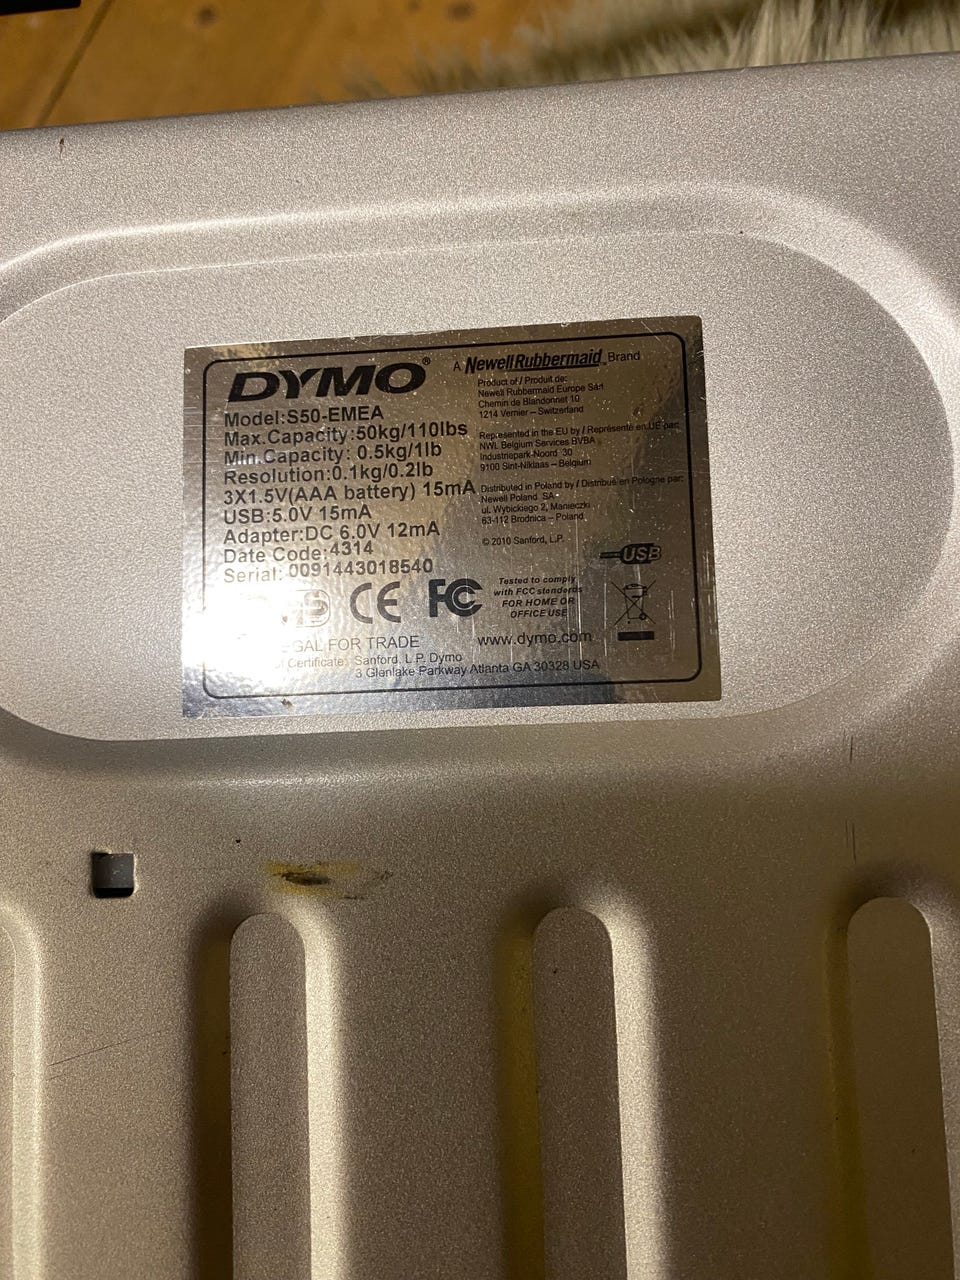 DYMO®
Model:S50-EMEA
Max.Capacity:50kg/110lbs
Min.Capacity: 0.5kg/1lb
Resolution:0.1kg/0.2lb
3X1.5V(AAA battery) 15mA
USB:5.0V 15mA
Adapter:DC 6.0V 12mA
Date Code:4314
Serial: 0091443018540
A NewellRubbermaid Brand
Product of / Produit de:
Newell Rubbermaid Europe Sàrl
Chemin de Blandonnet 10
1214 Vernier – Switzerland
Represented in the EU by / Représenté en UE par:
NWL Belgium Services BVBA
Industriepark-Noord 30
9100 Sint-Niklaas – Belgium
Distributed in Poland by / Distribué en Pologne par:
Newell Poland SA
ul. Wybickiego 2, Manieczki
63-112 Brodnica – Poland
© 2010 Sanford, L.P.
USB
CE FC
Tested to comply
with FCC standards
FOR HOME OR
OFFICE USE
FOR TRADE
www.dymo.com
Certificate: Sanford. L.P. Dymo
3 Glenlake Parkway Atlanta GA 30328 USA